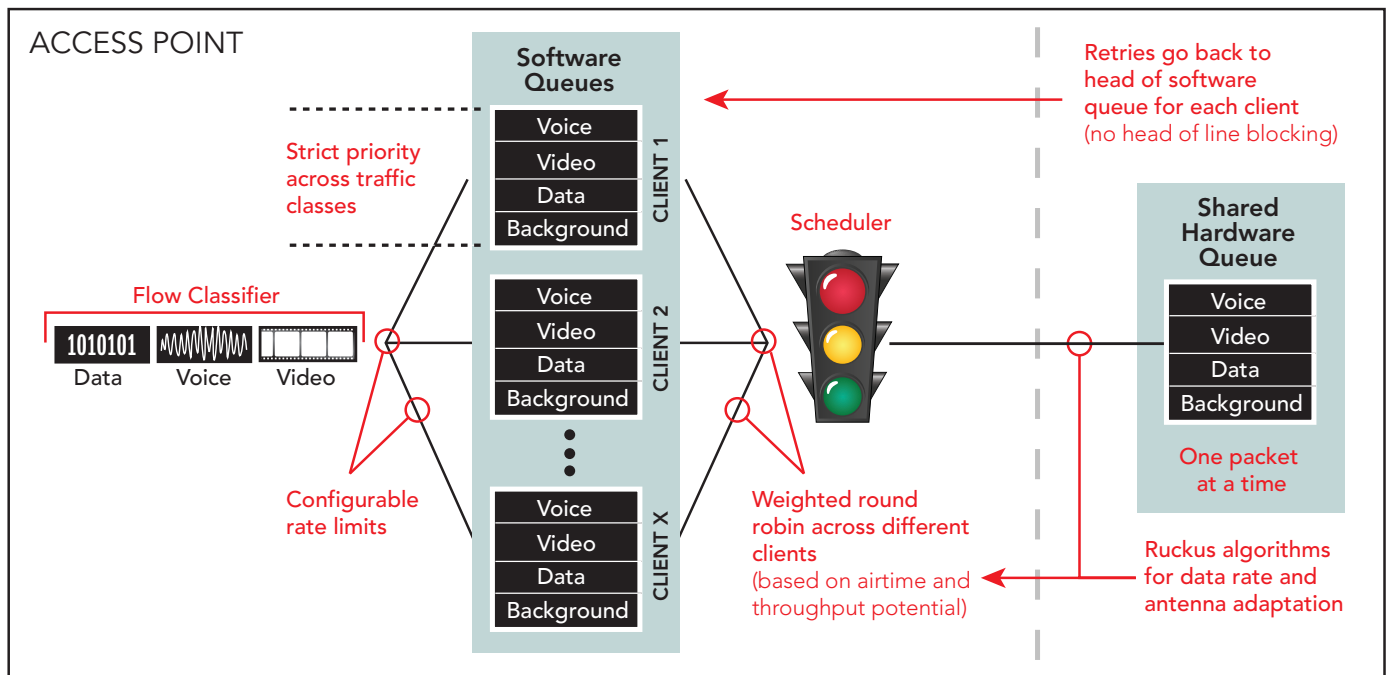 ACCESS POINT
Software
Queues
Voice
Video
Data
Background
CLIENT 1
Strict priority
across traffic
classes
Flow Classifier
1010101
Data
Voice
Video
Voice
Video
Data
Background
CLIENT 2
Configurable
rate limits
Voice
Video
Data
Background
CLIENT X
Scheduler
Weighted round
robin across different
clients
(based on airtime and
throughput potential)
Retries go back to
head of software
queue for each client
(no head of line blocking)
Shared
Hardware
Queue
Voice
Video
Data
Background
One packet
at a time
Ruckus algorithms
for data rate and
antenna adaptation